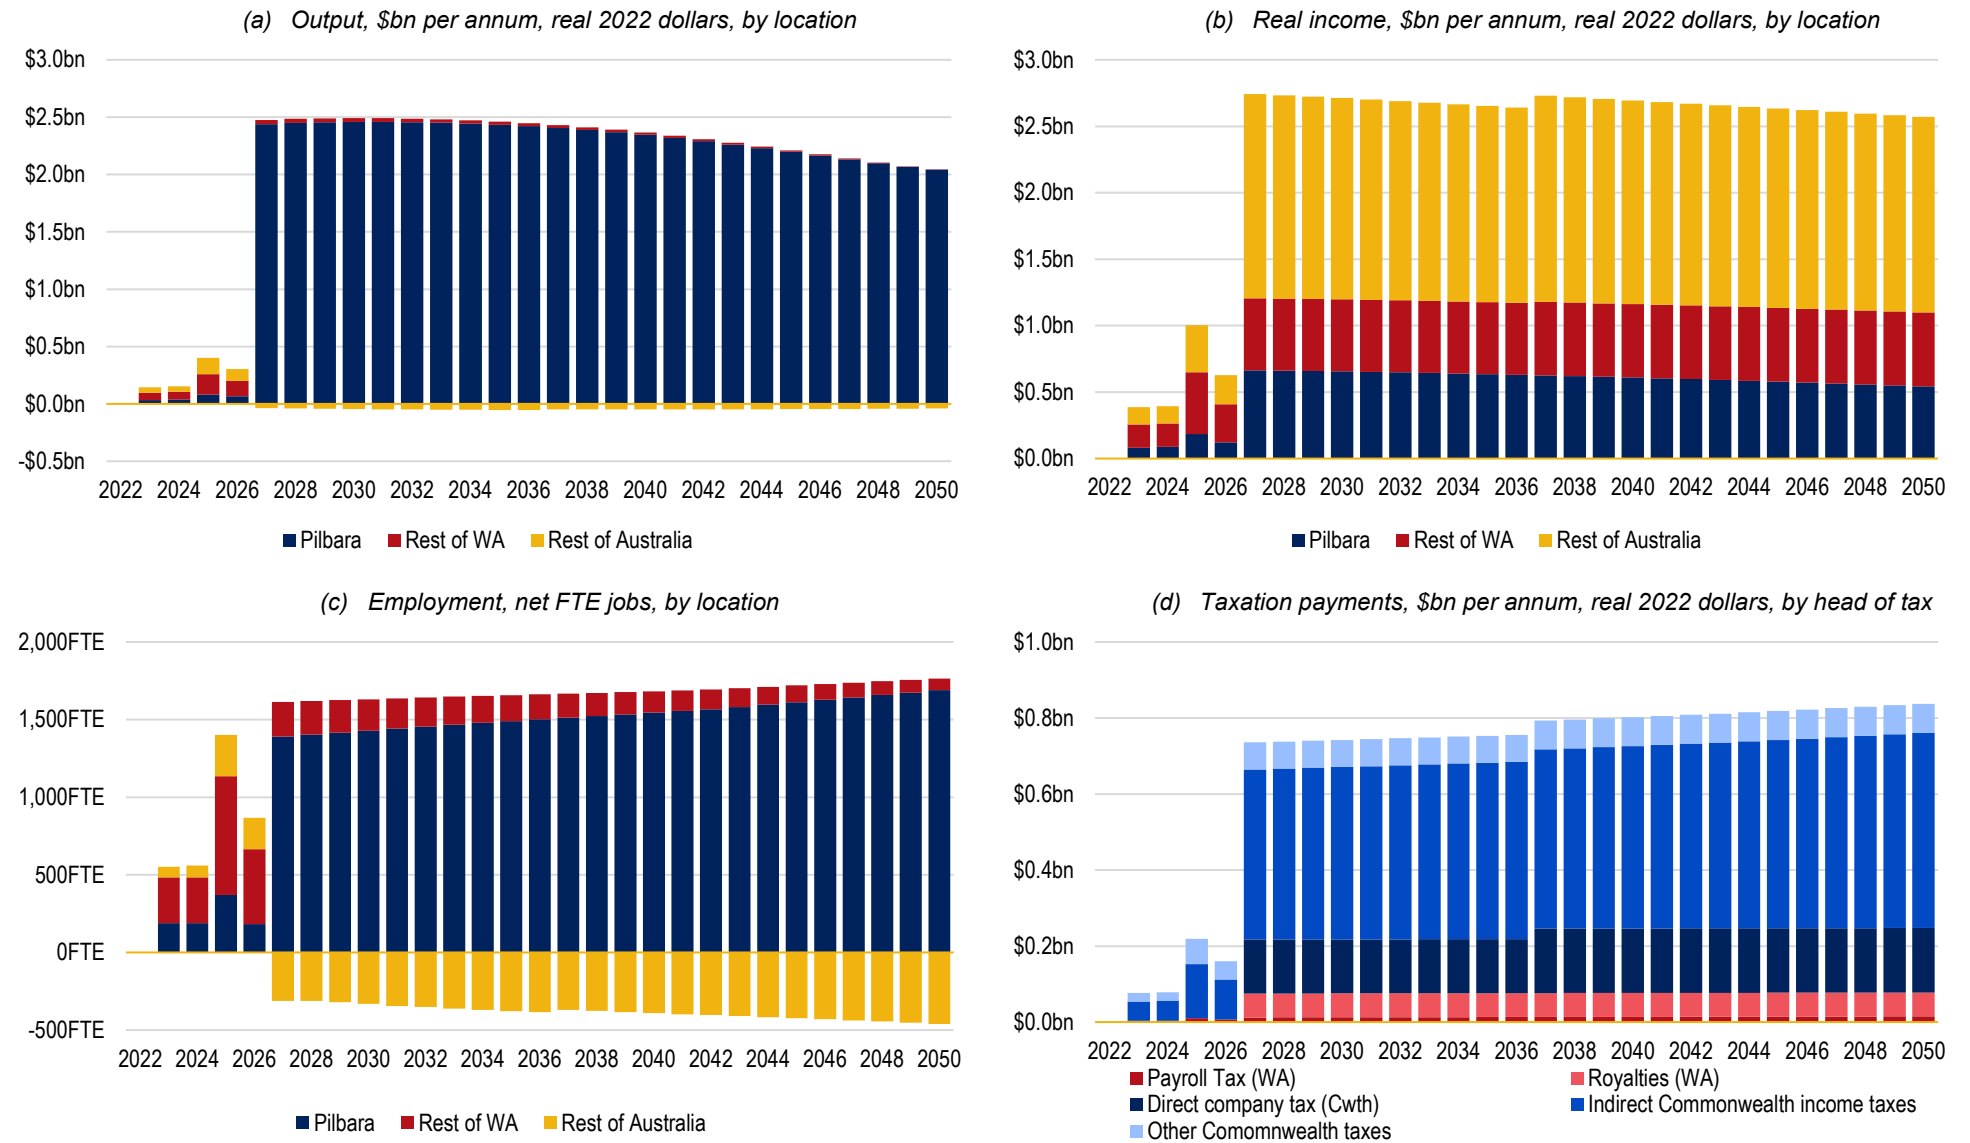 (a) Output, $bn per annum, real 2022 dollars, by location
$3.0bn
$2.5bn
$2.0bn
$1.5bn
$1.0bn
$0.5bn
$0.0bn
-$0.5bn
2022 2024 2026 2028 2030 2032 2034 2036 2038 2040 2042 2044 2046 2048 2050
Pilbara Rest of WA Rest of Australia
(b) Real income, $bn per annum, real 2022 dollars, by location
$3.0bn
$2.5bn
$2.0bn
$1.5bn
$1.0bn
$0.5bn
$0.0bn
2022 2024 2026 2028 2030 2032 2034 2036 2038 2040 2042 2044 2046 2048 2050
Pilbara Rest of WA Rest of Australia
(c) Employment, net FTE jobs, by location
2,000FTE
1,500FTE
1,000FTE
500FTE
0FTE
-500FTE
2022 2024 2026 2028 2030 2032 2034 2036 2038 2040 2042 2044 2046 2048 2050
Pilbara Rest of WA Rest of Australia
(d) Taxation payments, $bn per annum, real 2022 dollars, by head of tax
$1.0bn
$0.8bn
$0.6bn
$0.4bn
$0.2bn
$0.0bn
2022 2024 2026 2028 2030 2032 2034 2036 2038 2040 2042 2044 2046 2048 2050
Payroll Tax (WA) Royalties (WA)
Direct company tax (Cwth) Indirect Commonwealth income taxes
Other Comomnwealth taxes